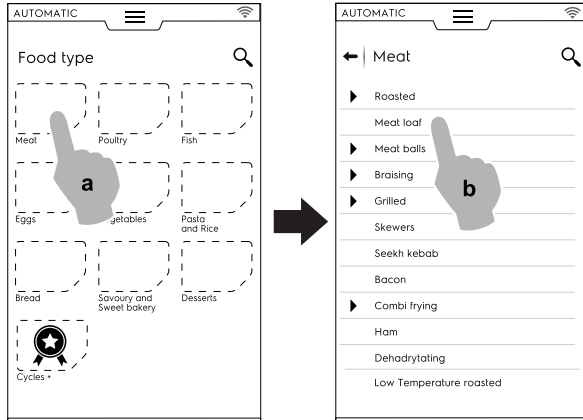 AUTOMATIC
Food type
Meat
Poultry
Fish
a
Eggs
getables
Pasta
and Rice
Bread
Savoury and
Sweet bakery
Desserts
Cycles +
AUTOMATIC
Meat
Roasted
Meat loaf
Meat balls
Braising
b
Grilled
Skewers
Seekh kebab
Bacon
Combi frying
Ham
Dehadrytating
Low Temperature roasted